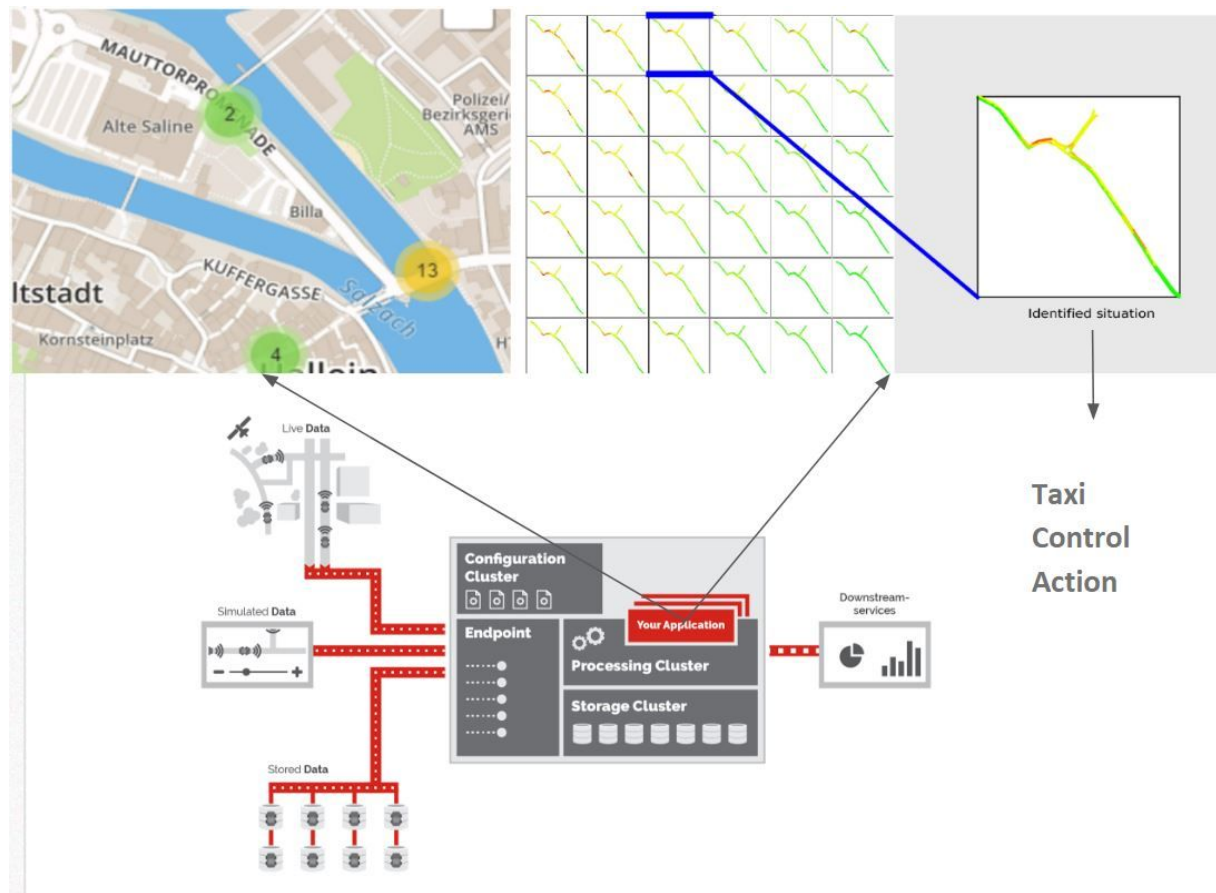 MAUTTORPROMENADE
2
Alte Saline
Polizei/
Bezirksgeri
AMS
Billa
13
KUFFERGASSE
Salzach
ltstadt
Kornsteinplatz
4
Hallein
Identified situation
Live Data
Taxi
Control
Action
Configuration
Cluster
Simulated Data
Endpoint
Your Application
Processing Cluster
Storage Cluster
Downstream-
services
Stored Data